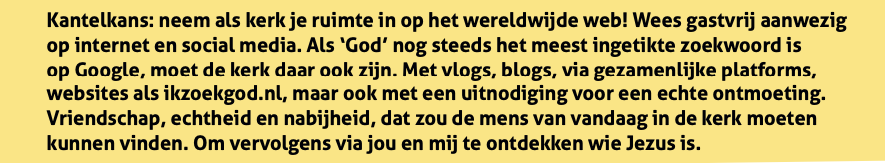 Kantelkans: neem als kerk je ruimte in op het wereldwijde web! Wees gastvrij aanwezig
op internet en social media. Als ‘God’ nog steeds het meest ingetikte zoekwoord is
op Google, moet de kerk daar ook zijn. Met vlogs, blogs, via gezamenlijke platforms,
websites als ikzoekgod.nl, maar ook met een uitnodiging voor een echte ontmoeting.
Vriendschap, echtheid en nabijheid, dat zou de mens van vandaag in de kerk moeten
kunnen vinden. Om vervolgens via jou en mij te ontdekken wie Jezus is.